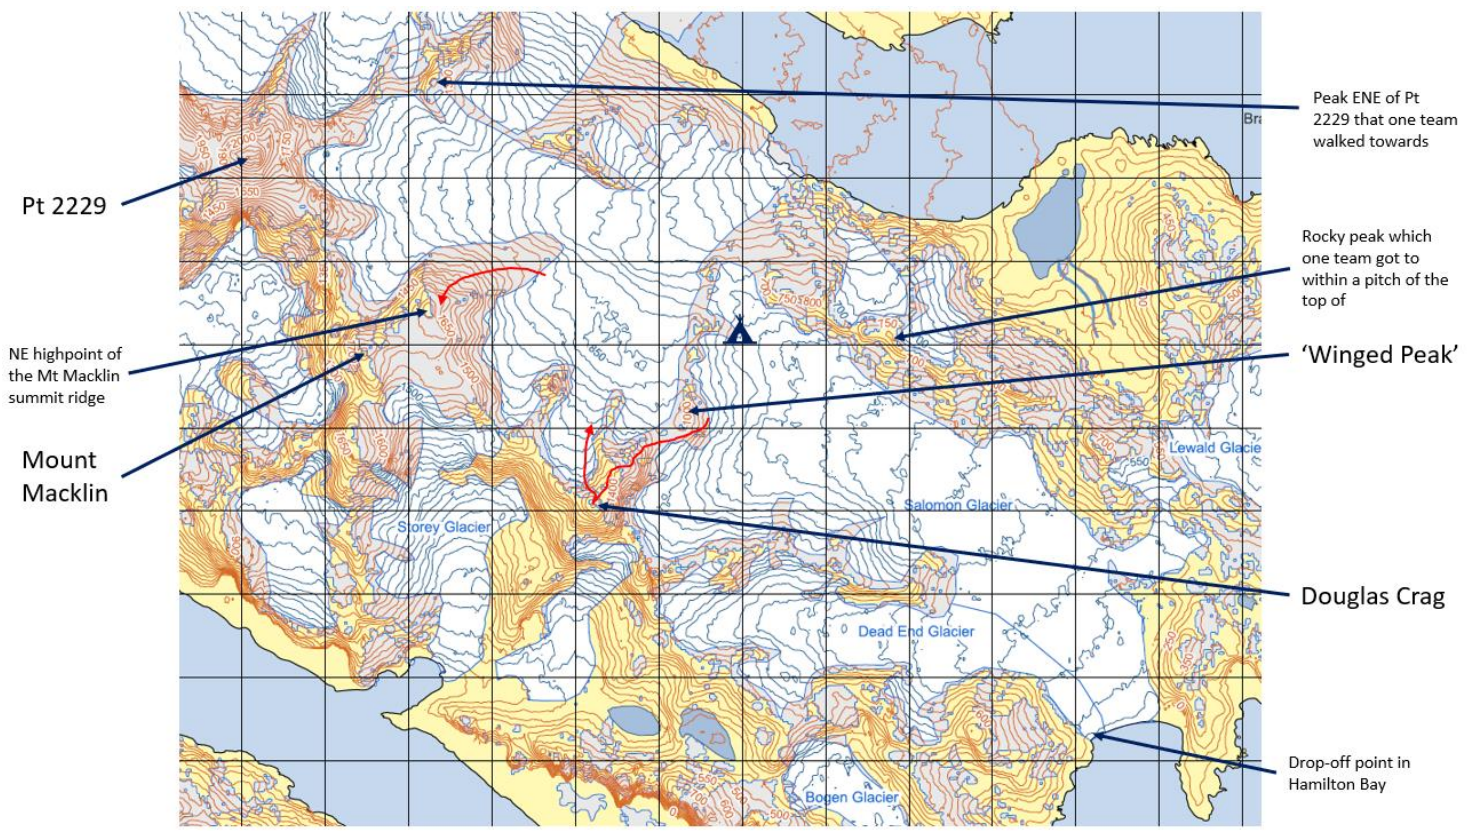 Peak ENE of Pt
2229 that one team
walked towards
Bra
Pt 2229
Rocky peak which
one team got to
within a pitch of the
top of
NE highpoint of
the Mt Macklin
summit ridge
'Winged Peak'
Mount
Macklin
Lewald Glacie
Salomon Glacier
Storey Glacier
Douglas Crag
Dead End Glacier
Drop-off point in
Hamilton Bay
Bogen Glacier